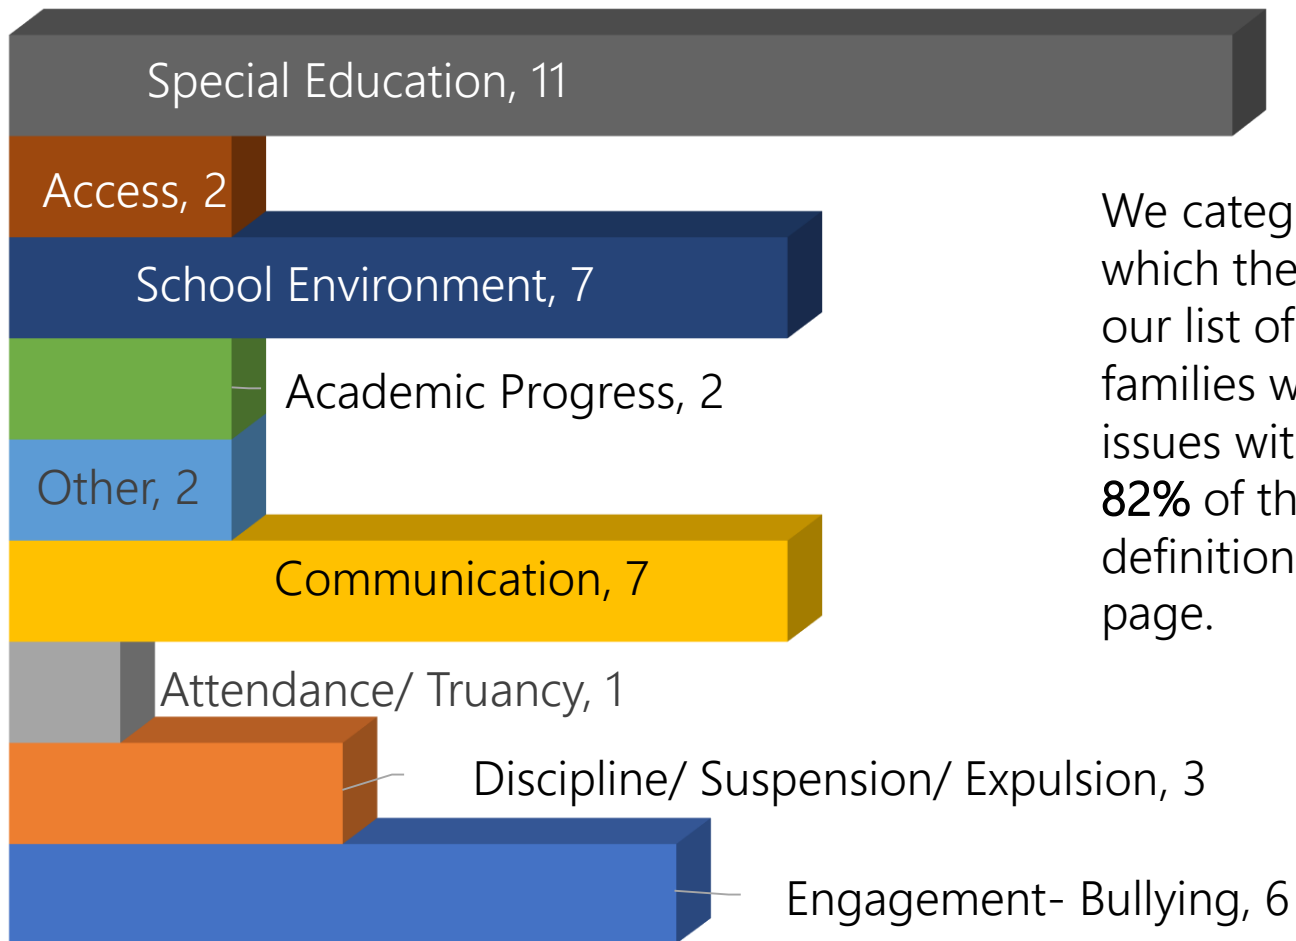 Special Education, 11
Access, 2
School Environment, 7
Academic Progress, 2
Other, 2
Communication, 7
Attendance/ Truancy, 1
Discipline/ Suspension/ Expulsion, 3
Engagement- Bullying, 6
We categ
which the
our list of
families w
issues wit
82% of th
definition
page.